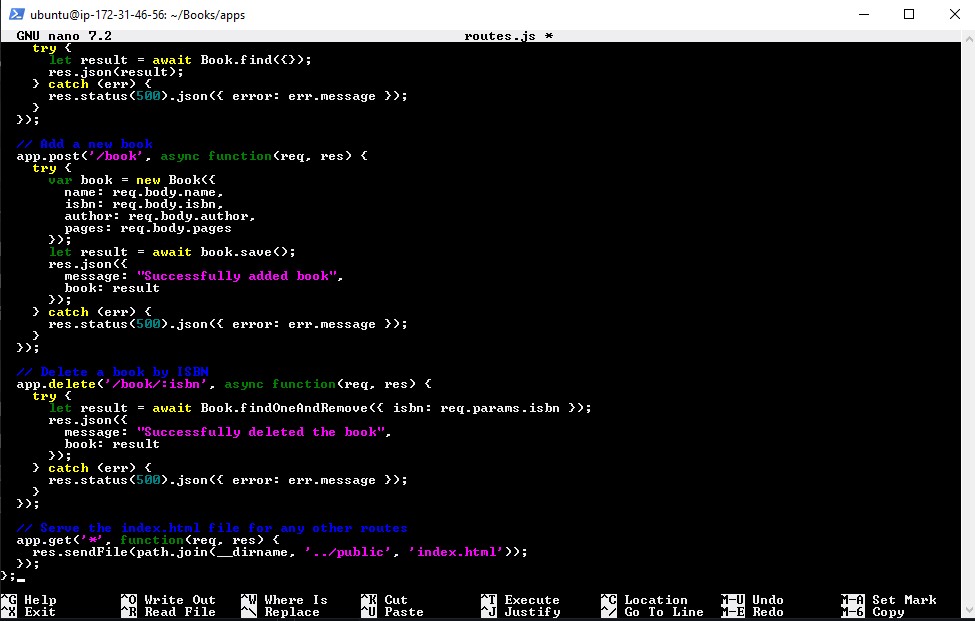 ubuntu@ip-172-31-46-56: ~/Books/apps
GNU nano 7.2 routes.js *
try {
let result = await Book.find({});
res.json(result);
} catch (err) {
res.status(500).json({ error: err.message });
}
});
// Add a new book
app.post('/book', async function(req, res) {
try {
var book = new Book({
name: req.body.name,
isbn: req.body.isbn,
author: req.body.author,
pages: req.body.pages
});
let result = await book.save();
res.json({
message: "Successfully added book",
book: result
});
} catch (err) {
res.status(500).json({ error: err.message });
}
});
// Delete a book by ISBN
app.delete('/book/:isbn', async function(req, res) {
try {
let result = await Book.findOneAndRemove({ isbn: req.params.isbn });
res.json({
message: "Successfully deleted the book",
book: result
});
} catch (err) {
res.status(500).json({ error: err.message });
}
});
// Serve the index.html file for any other routes
app.get('*', function(req, res) {
res.sendFile(path.join(__dirname, '../public', 'index.html'));
});
};
^G Help ^O Write Out ^W Where Is ^K Cut ^T Execute ^C Location M-U Undo M-A Set Mark
^X Exit ^R Read File ^\ Replace ^U Paste ^J Justify ^/ Go To Line M-E Redo M-6 Copy